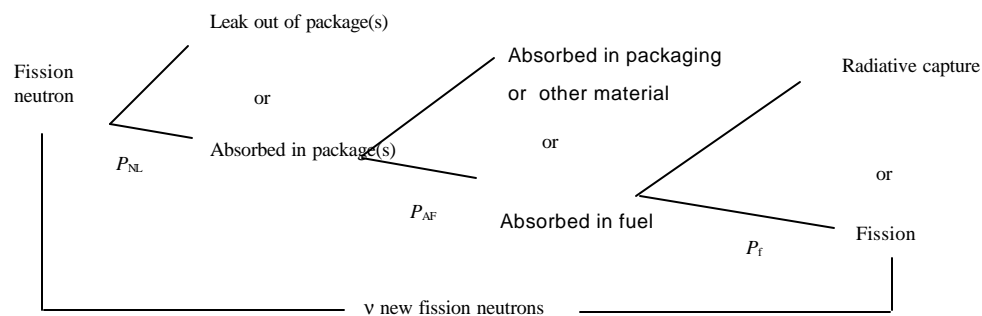 Leak out of package(s)
Fission
neutron
or
Absorbed in package(s)
P_NL
Absorbed in packaging
or other material
or
P_AF
Absorbed in fuel
Radiative capture
or
P_f
Fission
ν new fission neutrons